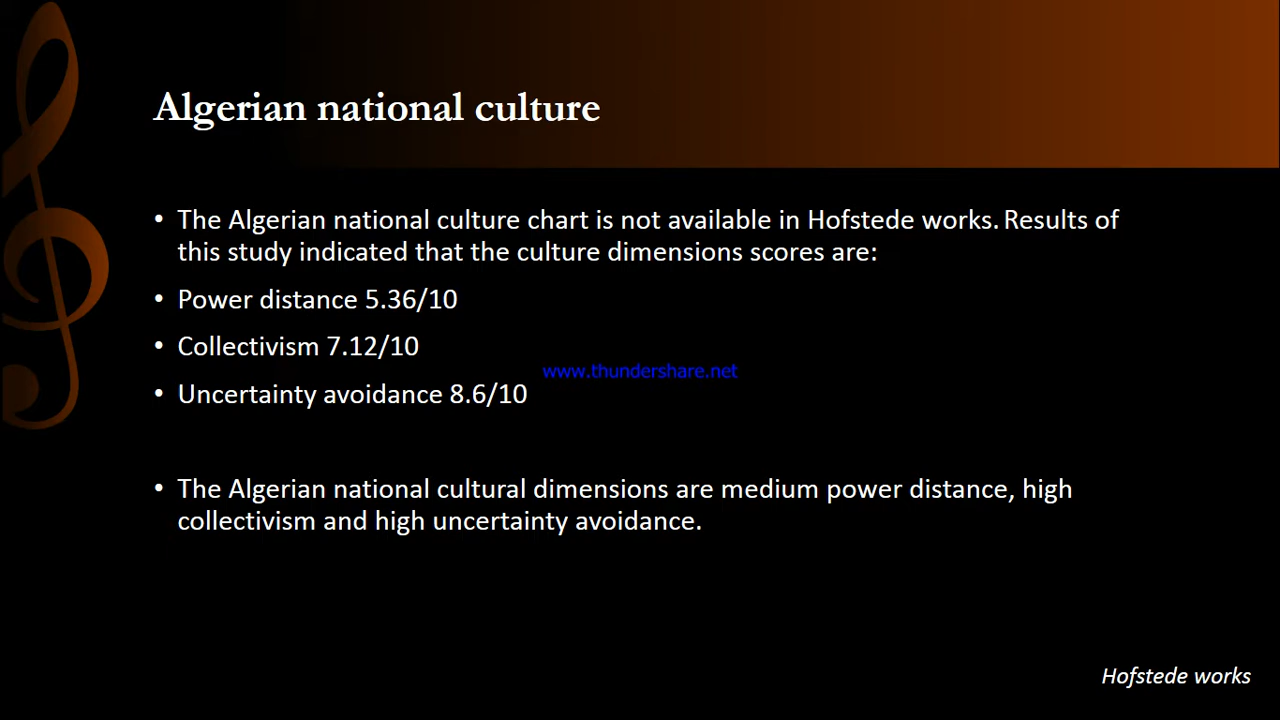 Algerian national culture
• The Algerian national culture chart is not available in Hofstede works. Results of
this study indicated that the culture dimensions scores are:
• Power distance 5.36/10
• Collectivism 7.12/10
www.thundershare.net
• Uncertainty avoidance 8.6/10
• The Algerian national cultural dimensions are medium power distance, high
collectivism and high uncertainty avoidance.
Hofstede works